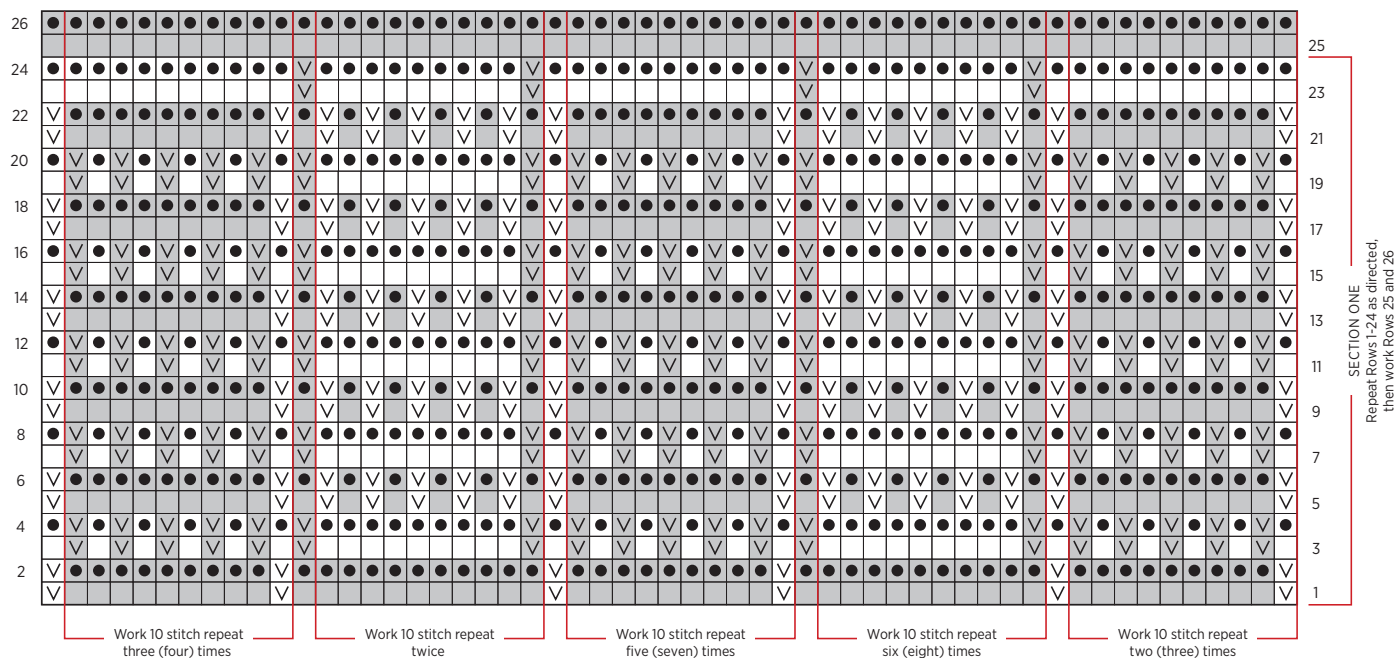 26
25
24
23
22
21
20
19
18
17
16
15
14
13
12
11
10
9
8
7
6
5
4
3
2
1
SECTION ONE
Repeat Rows 1-24 as directed,
then work Rows 25 and 26
Work 10 stitch repeat
three (four) times
Work 10 stitch repeat
twice
Work 10 stitch repeat
five (seven) times
Work 10 stitch repeat
six (eight) times
Work 10 stitch repeat
two (three) times